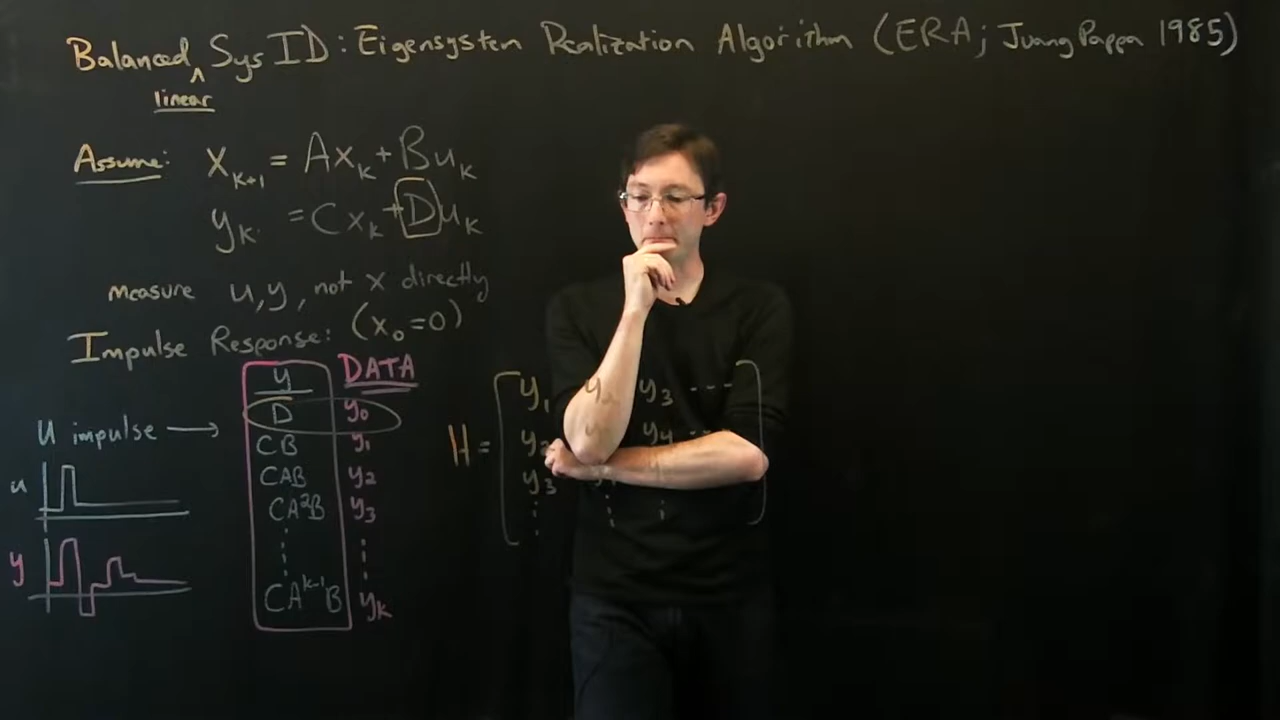 Balanced ^ Sys ID: Eigensystem Realization Algorithm (ERA; Juang Pappa 1985)
linear
Assume: x_{k+1} = Ax_k + Bu_k
y_k = Cx_k + Du_k
measure u,y, not x directly
Impulse Response: (x_0=0)
y DATA
D y_0
U impulse →
CB y_1
CAB y_2
CA²B y_3
⋮ ⋮
CA^{k-1}B y_k
u
y
H = [ y_1 y_2 y_3 ---
y_2 y_4 ---
y_3
⋮ ⋮ ⋮ ]